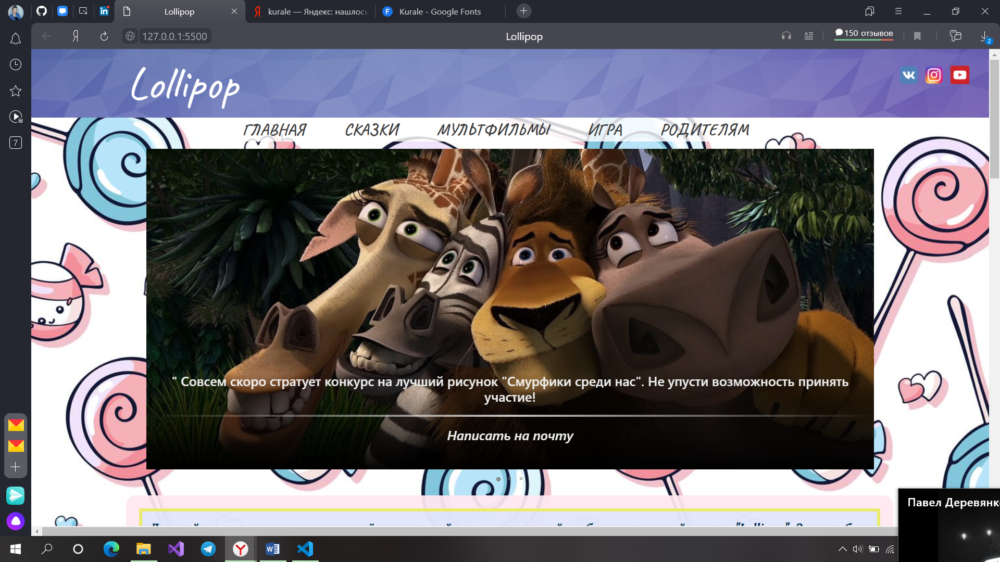 Lollipop
kurale — Яндекс: нашлось
Kurale - Google Fonts
127.0.0.1:5500
Lollipop
150 отзывов
2
7
Lollipop
ГЛАВНАЯ СКАЗКИ МУЛЬТФИЛЬМЫ ИГРА РОДИТЕЛЯМ
" Совсем скоро стратует конкурс на лучший рисунок "Смурфики среди нас". Не упусти возможность принять
участие!
Написать на почту
Павел Деревянк